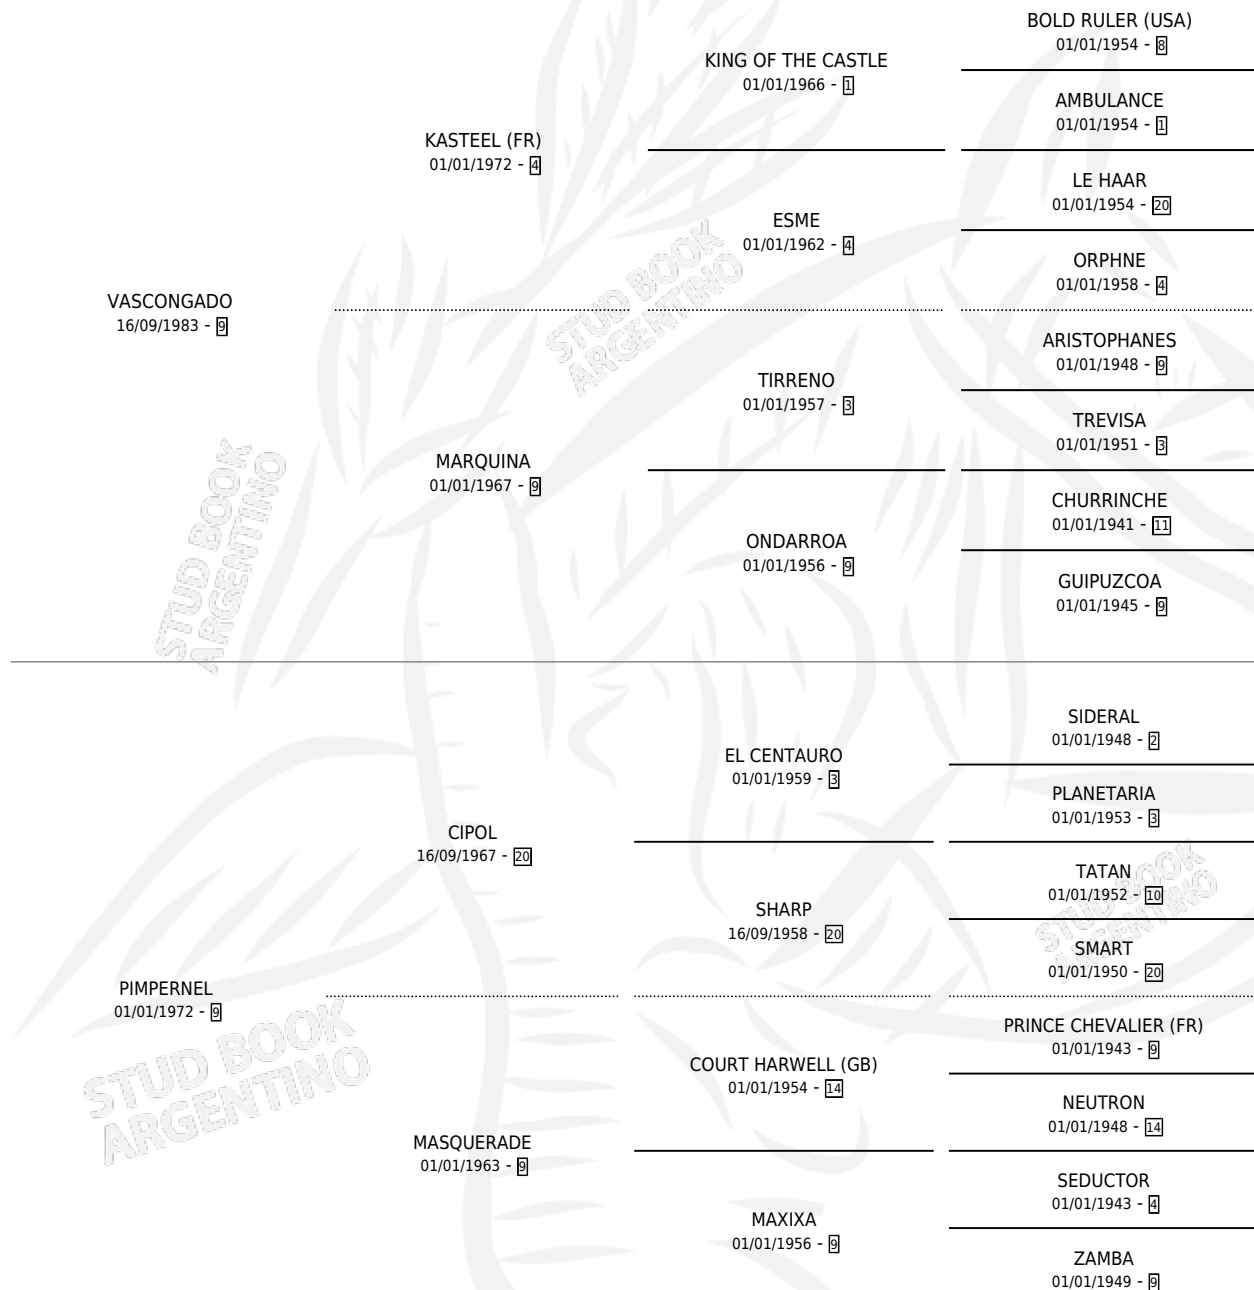 BOLD RULER (USA)
01/01/1954 - 8
KING OF THE CASTLE
01/01/1966 - 1
AMBULANCE
01/01/1954 - 1
KASTEEL (FR)
01/01/1972 - 4
LE HAAR
01/01/1954 - 20
ESME
01/01/1962 - 4
ORPHNE
01/01/1958 - 4
VASCONGADO
16/09/1983 - 9
ARISTOPHANES
01/01/1948 - 9
TIRRENO
01/01/1957 - 3
TREVISA
01/01/1951 - 3
MARQUINA
01/01/1967 - 9
CHURRINCHE
01/01/1941 - 11
ONDARROA
01/01/1956 - 9
GUIPUZCOA
01/01/1945 - 9
SIDERAL
01/01/1948 - 2
EL CENTAURO
01/01/1959 - 3
PLANETARIA
01/01/1953 - 3
CIPOL
16/09/1967 - 20
TATAN
01/01/1952 - 10
SHARP
16/09/1958 - 20
SMART
01/01/1950 - 20
PIMPERNEL
01/01/1972 - 9
PRINCE CHEVALIER (FR)
01/01/1943 - 9
COURT HARWELL (GB)
01/01/1954 - 14
NEUTRON
01/01/1948 - 14
MASQUERADE
01/01/1963 - 9
SEDUCTOR
01/01/1943 - 4
MAXIXA
01/01/1956 - 9
ZAMBA
01/01/1949 - 9
STUD BOOK
ARGENTINO
STUD BOOK
ARGENTINO
STUD BOOK
ARGENTINO
STUD BOOK
ARGENTINO